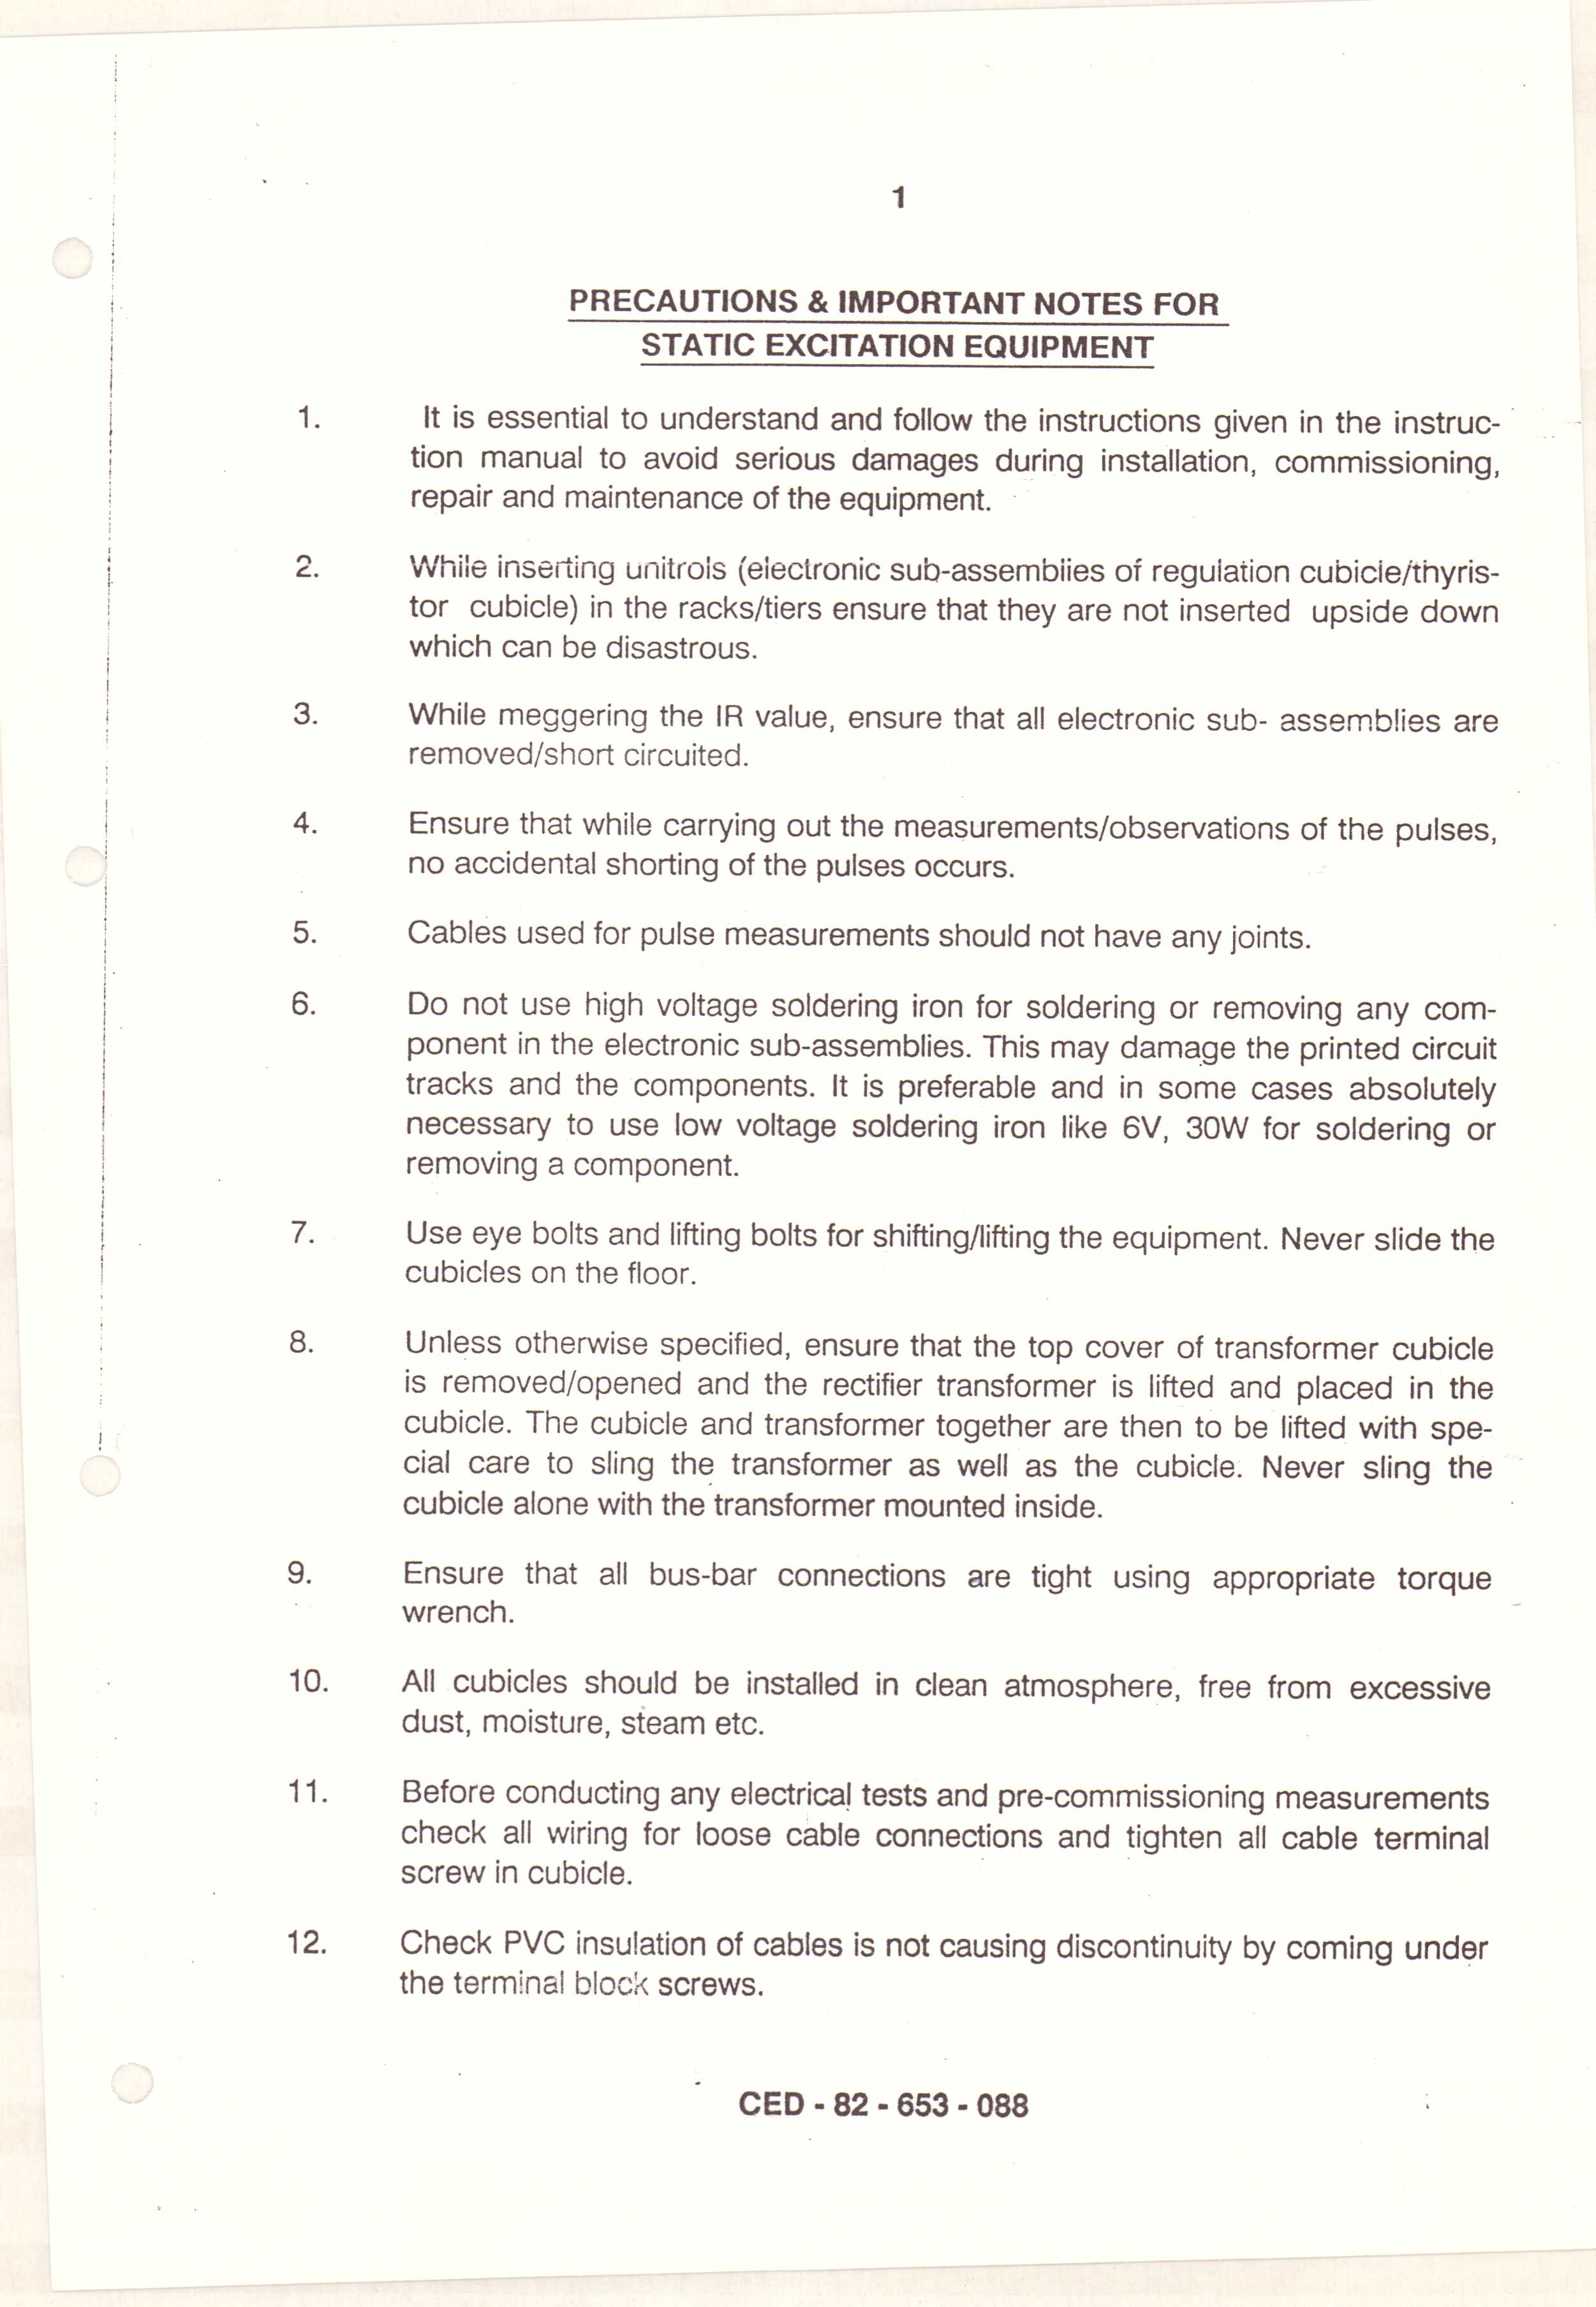 1
PRECAUTIONS & IMPORTANT NOTES FOR
STATIC EXCITATION EQUIPMENT
1. It is essential to understand and follow the instructions given in the instruc-
tion manual to avoid serious damages during installation, commissioning,
repair and maintenance of the equipment.
2. While inserting unitrols (electronic sub-assemblies of regulation cubicle/thyris-
tor cubicle) in the racks/tiers ensure that they are not inserted upside down
which can be disastrous.
3. While meggering the IR value, ensure that all electronic sub- assemblies are
removed/short circuited.
4. Ensure that while carrying out the measurements/observations of the pulses,
no accidental shorting of the pulses occurs.
5. Cables used for pulse measurements should not have any joints.
6. Do not use high voltage soldering iron for soldering or removing any com-
ponent in the electronic sub-assemblies. This may damage the printed circuit
tracks and the components. It is preferable and in some cases absolutely
necessary to use low voltage soldering iron like 6V, 30W for soldering or
removing a component.
7. Use eye bolts and lifting bolts for shifting/lifting the equipment. Never slide the
cubicles on the floor.
8. Unless otherwise specified, ensure that the top cover of transformer cubicle
is removed/opened and the rectifier transformer is lifted and placed in the
cubicle. The cubicle and transformer together are then to be lifted with spe-
cial care to sling the transformer as well as the cubicle. Never sling the
cubicle alone with the transformer mounted inside.
9. Ensure that all bus-bar connections are tight using appropriate torque
wrench.
10. All cubicles should be installed in clean atmosphere, free from excessive
dust, moisture, steam etc.
11. Before conducting any electrical tests and pre-commissioning measurements
check all wiring for loose cable connections and tighten all cable terminal
screw in cubicle.
12. Check PVC insulation of cables is not causing discontinuity by coming under
the terminal block screws.
CED - 82 - 653 - 088